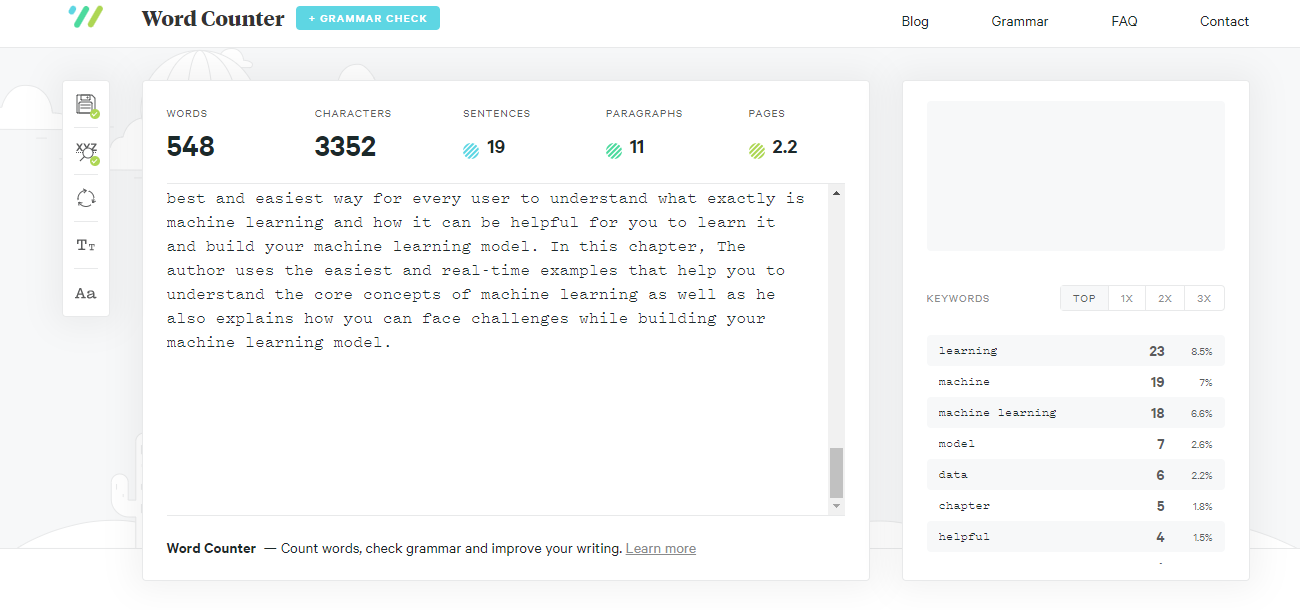 Word Counter
+ GRAMMAR CHECK
Blog
Grammar
FAQ
Contact
WORDS
CHARACTERS
SENTENCES
PARAGRAPHS
PAGES
548
3352
19
11
2.2
XYZ
TT
Aa
best and easiest way for every user to understand what exactly is
machine learning and how it can be helpful for you to learn it
and build your machine learning model. In this chapter, The
author uses the easiest and real-time examples that help you to
understand the core concepts of machine learning as well as he
also explains how you can face challenges while building your
machine learning model.
Word Counter — Count words, check grammar and improve your writing. Learn more
KEYWORDS
TOP
1X
2X
3X
learning 23 8.5%
machine 19 7%
machine learning 18 6.6%
model 7 2.6%
data 6 2.2%
chapter 5 1.8%
helpful 4 1.5%